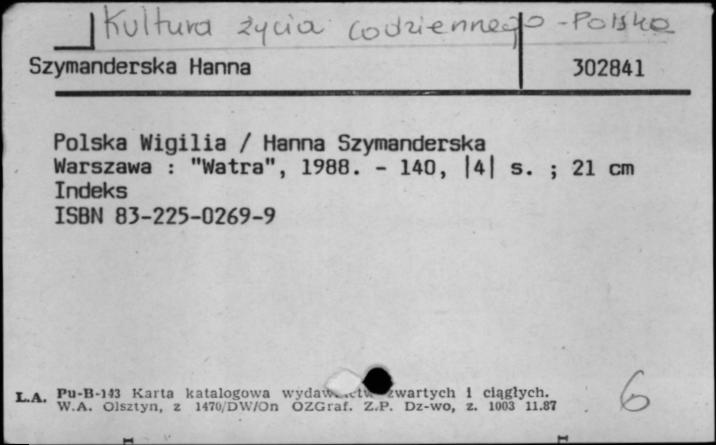 Kultura życia codziennego - Polska
Szymanderska Hanna 302841
Polska Wigilia / Hanna Szymanderska
Warszawa : "Watra", 1988. - 140, |4| s. ; 21 cm
Indeks
ISBN 83-225-0269-9
L.A. Pu-B-143 Karta katalogowa zwartych i ciągłych.
W.A. Olsztyn, z 1470/DW/On OZGraf. Z.P. Dz-wo, z. 1003 11.87
6